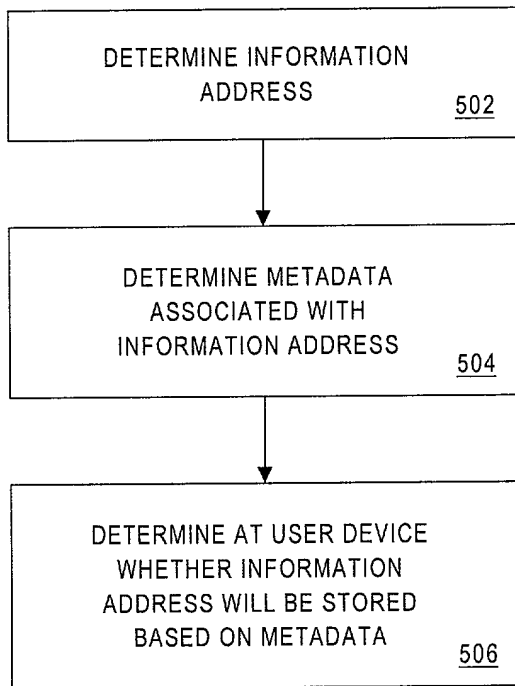 DETERMINE INFORMATION
ADDRESS
502
DETERMINE METADATA
ASSOCIATED WITH
INFORMATION ADDRESS
504
DETERMINE AT USER DEVICE
WHETHER INFORMATION
ADDRESS WILL BE STORED
BASED ON METADATA
506